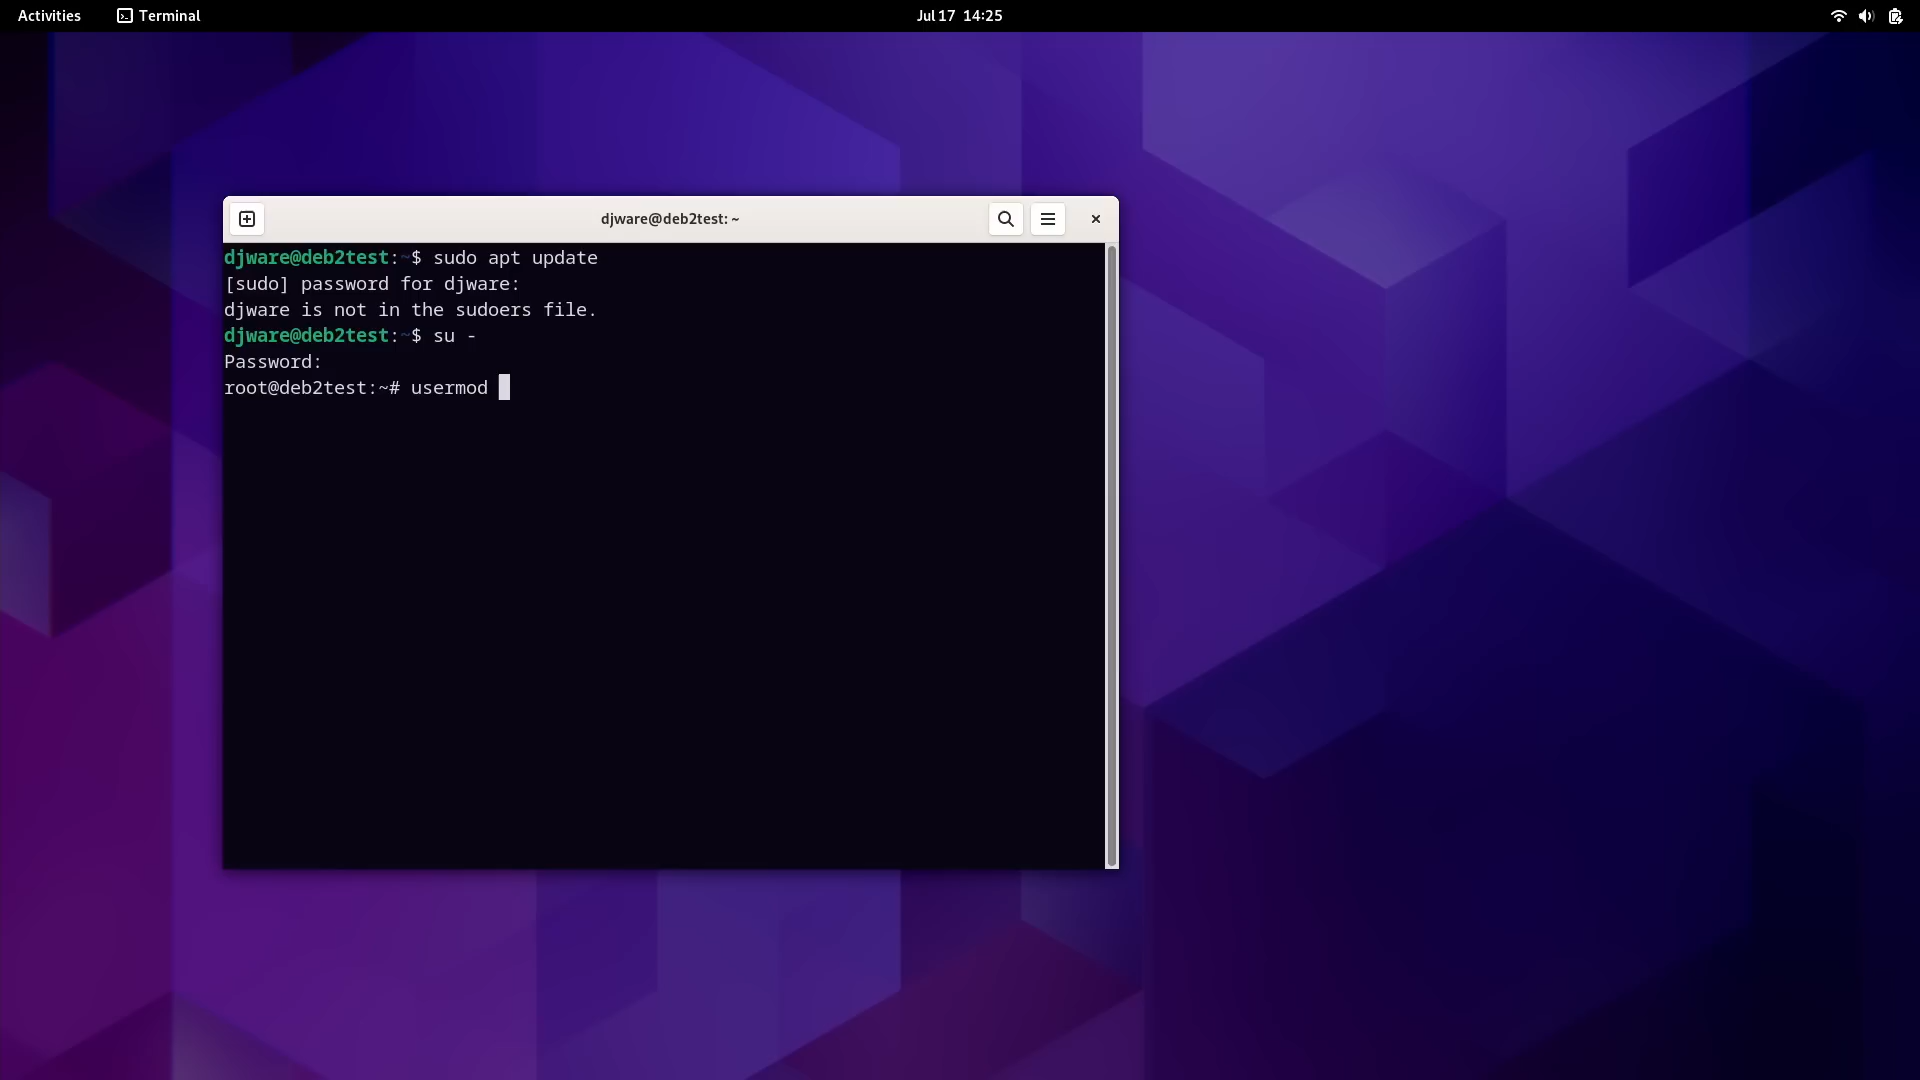 Activities Terminal Jul 17 14:25
djware@deb2test: ~
djware@deb2test:~$ sudo apt update
[sudo] password for djware:
djware is not in the sudoers file.
djware@deb2test:~$ su -
Password:
root@deb2test:~# usermod